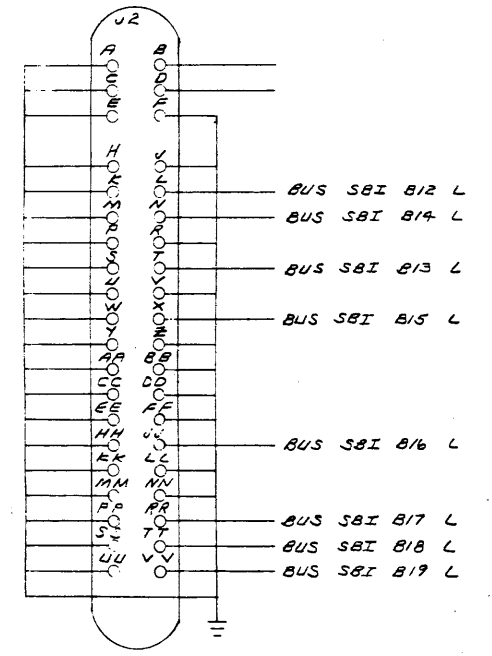 J2
A B
C D
E F
H J
K L BUS SBI B12 L
M N BUS SBI B14 L
P R
S T BUS SBI B13 L
U V
W X BUS SBI B15 L
Y Z
AA BB
CC DD
EE FF
HH JJ BUS SBI B16 L
KK LL
MM NN
PP RR BUS SBI B17 L
S TT BUS SBI B18 L
UU VV BUS SBI B19 L